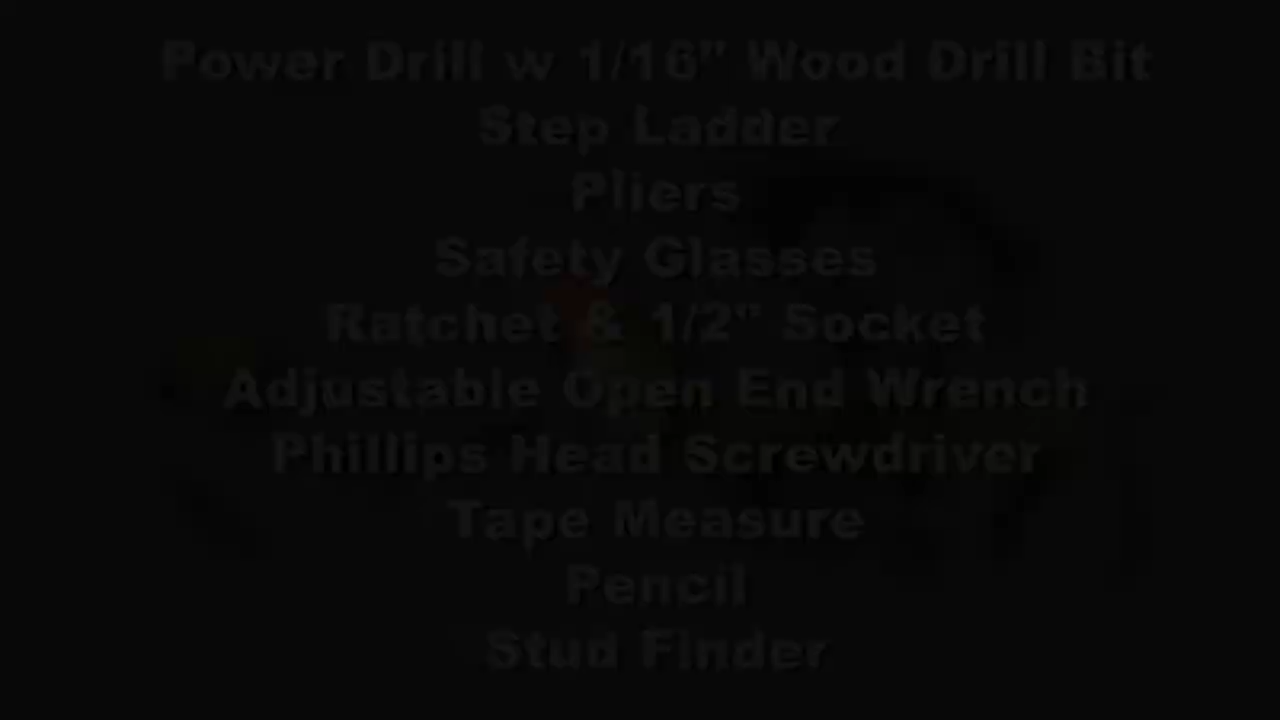 Power Drill w 1/16" Wood Drill Bit
Step Ladder
Pliers
Safety Glasses
Ratchet & 1/2" Socket
Adjustable Open End Wrench
Phillips Head Screwdriver
Tape Measure
Pencil
Stud Finder